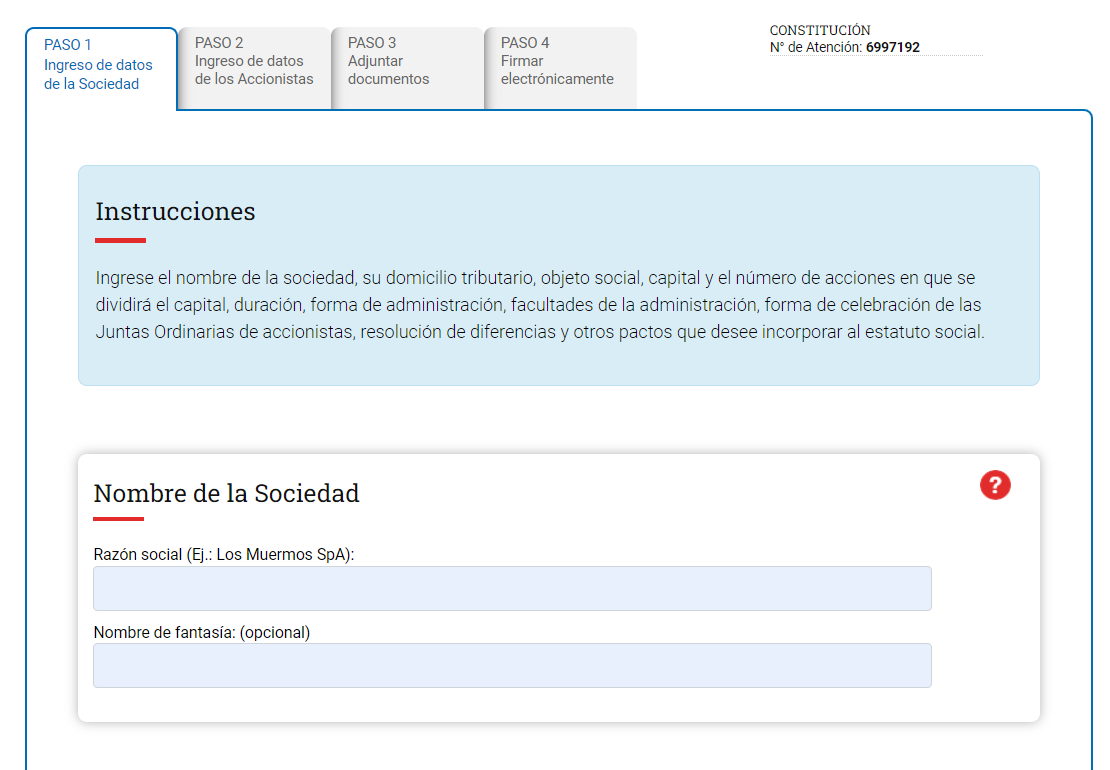 PASO 1
Ingreso de datos
de la Sociedad
PASO 2
Ingreso de datos
de los Accionistas
PASO 3
Adjuntar
documentos
PASO 4
Firmar
electrónicamente
CONSTITUCIÓN
N° de Atención: 6997192
Instrucciones
Ingrese el nombre de la sociedad, su domicilio tributario, objeto social, capital y el número de acciones en que se
dividirá el capital, duración, forma de administración, facultades de la administración, forma de celebración de las
Juntas Ordinarias de accionistas, resolución de diferencias y otros pactos que desee incorporar al estatuto social.
Nombre de la Sociedad
?
Razón social (Ej.: Los Muermos SpA):
Nombre de fantasía: (opcional)